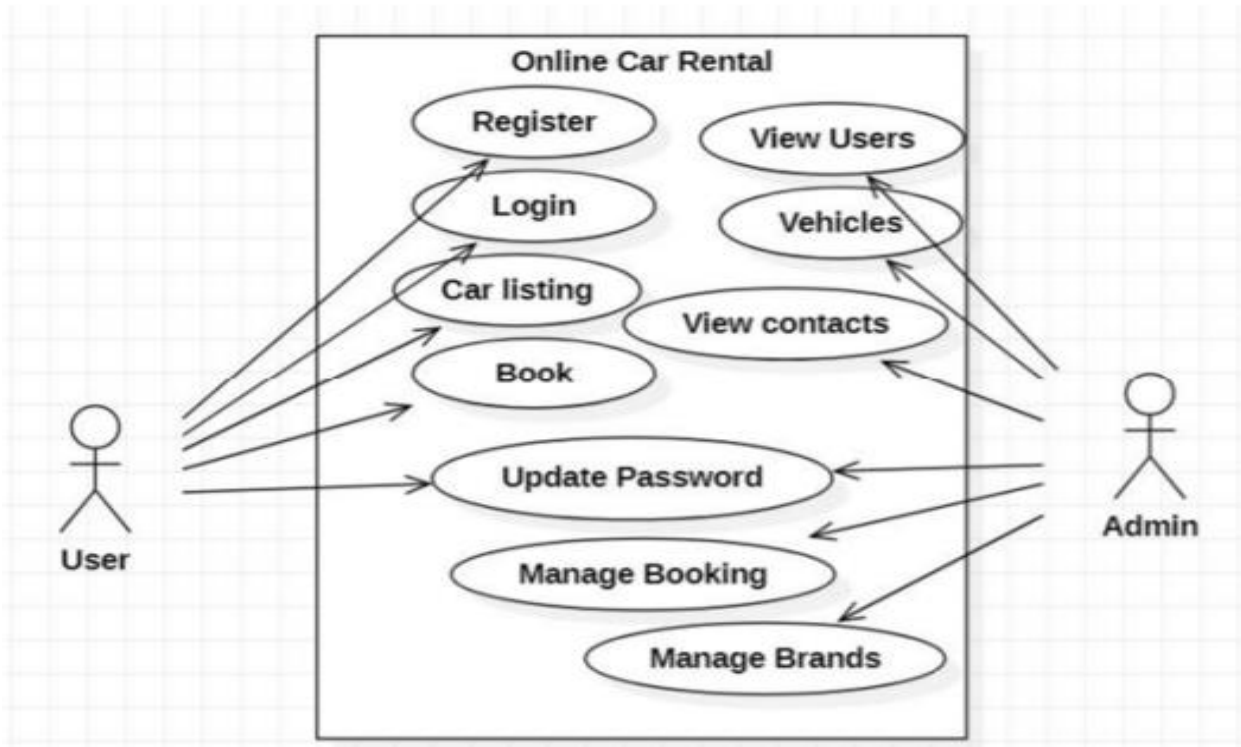 Online Car Rental
Register
View Users
Login
Vehicles
Car listing
View contacts
Book
Update Password
User
Admin
Manage Booking
Manage Brands